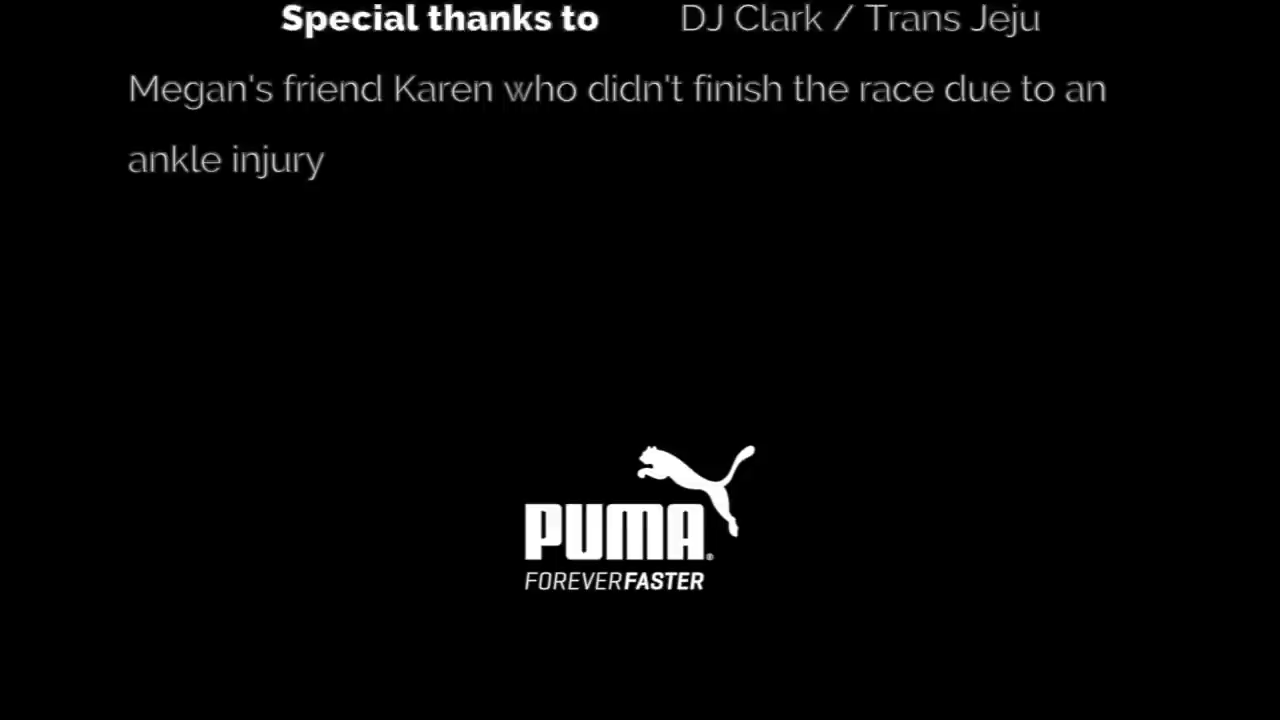 Special thanks to DJ Clark / Trans Jeju
Megan's friend Karen who didn't finish the race due to an
ankle injury
PUMA®
FOREVERFASTER